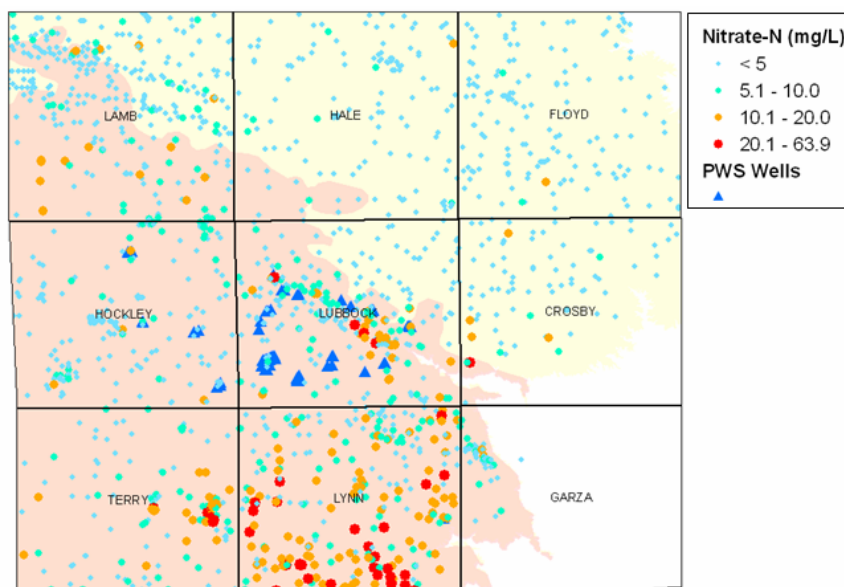 Nitrate-N (mg/L)
< 5
5.1 - 10.0
10.1 - 20.0
20.1 - 63.9
PWS Wells
LAMB
HALE
FLOYD
HOCKLEY
LUBBOCK
CROSBY
TERRY
LYNN
GARZA